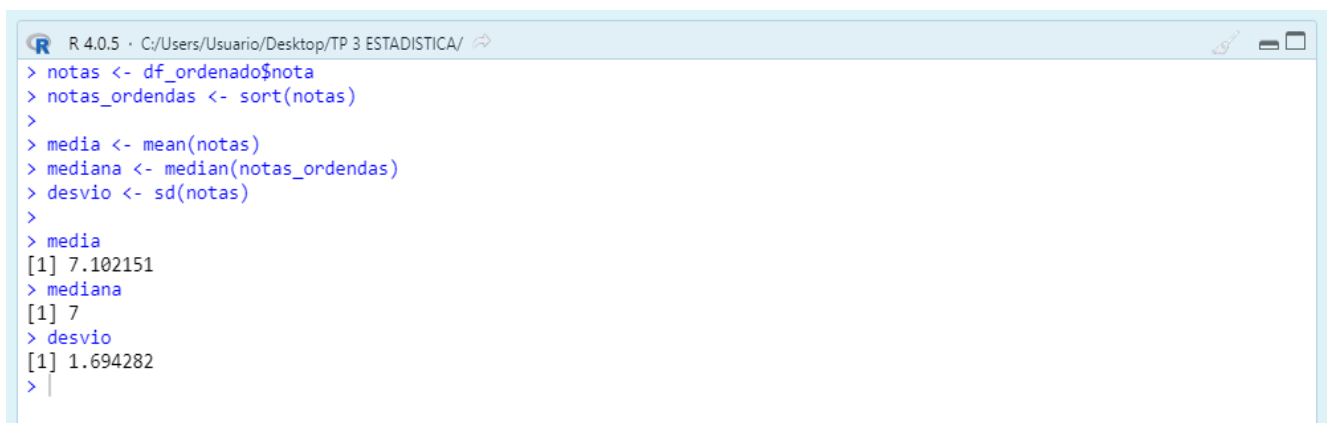 R 4.0.5 · C:/Users/Usuario/Desktop/TP 3 ESTADISTICA/
> notas <- df_ordenado$nota
> notas_ordendas <- sort(notas)
>
> media <- mean(notas)
> mediana <- median(notas_ordendas)
> desvio <- sd(notas)
>
> media
[1] 7.102151
> mediana
[1] 7
> desvio
[1] 1.694282
>